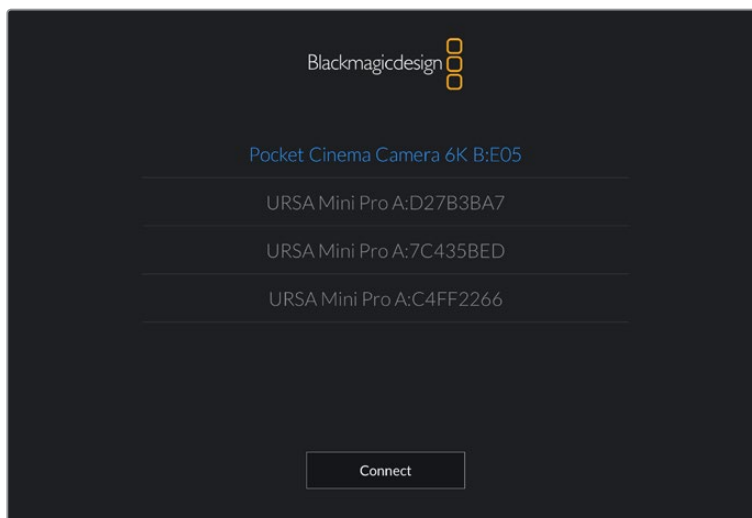 Blackmagicdesign
Pocket Cinema Camera 6K B:E05
URSA Mini Pro A:D27B3BA7
URSA Mini Pro A:7C435BED
URSA Mini Pro A:C4FF2266
Connect